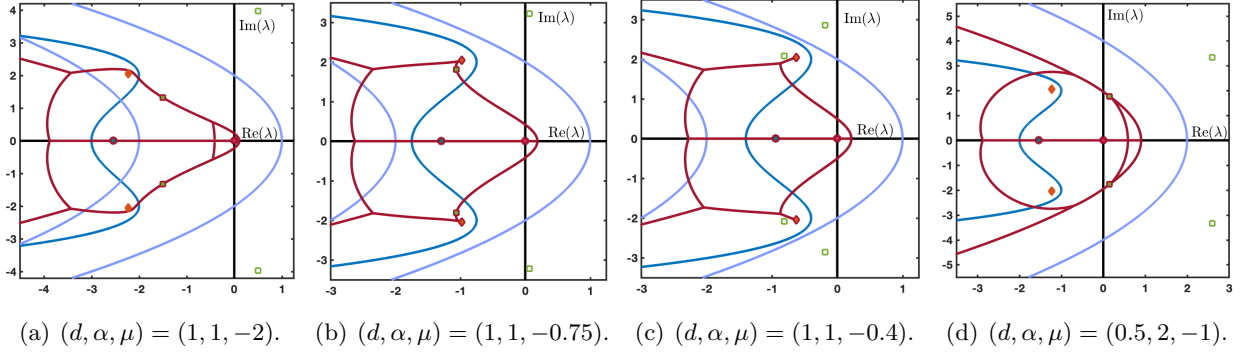 4
3
2
1
0
-1
-2
-3
-4
-4 -3 -2 -1 0 1
Im(λ)
Re(λ)
3
2
1
0
-1
-2
-3
-3 -2 -1 0 1
Im(λ)
Re(λ)
3
2
1
0
-1
-2
-3
-3 -2 -1 0 1
Im(λ)
Re(λ)
5
4
3
2
1
0
-1
-2
-3
-4
-5
-3 -2 -1 0 1 2 3
Im(λ)
Re(λ)
(a) (d, α, μ) = (1, 1, −2).
(b) (d, α, μ) = (1, 1, −0.75).
(c) (d, α, μ) = (1, 1, −0.4).
(d) (d, α, μ) = (0.5, 2, −1).